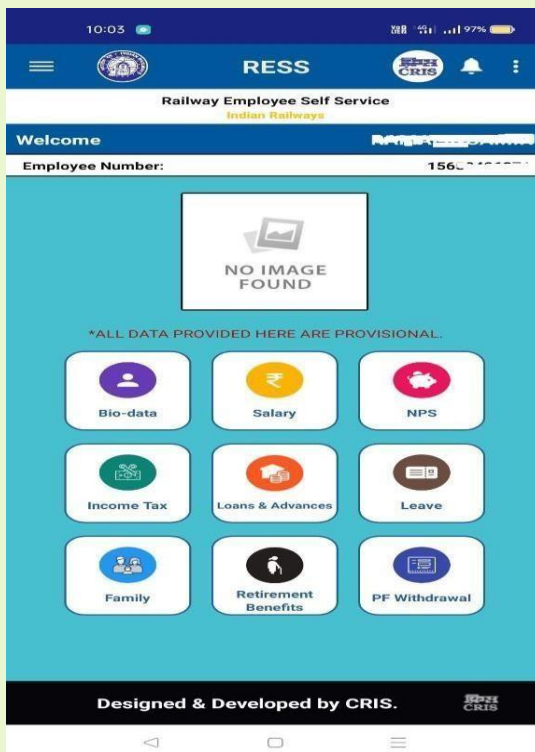 10:03
97%
RESS
क्रिस
CRIS
Railway Employee Self Service
Indian Railways
Welcome
Employee Number:
NO IMAGE
FOUND
*ALL DATA PROVIDED HERE ARE PROVISIONAL.
Bio-data
Salary
NPS
Income Tax
Loans & Advances
Leave
Family
Retirement
Benefits
PF Withdrawal
Designed & Developed by CRIS.
क्रिस
CRIS